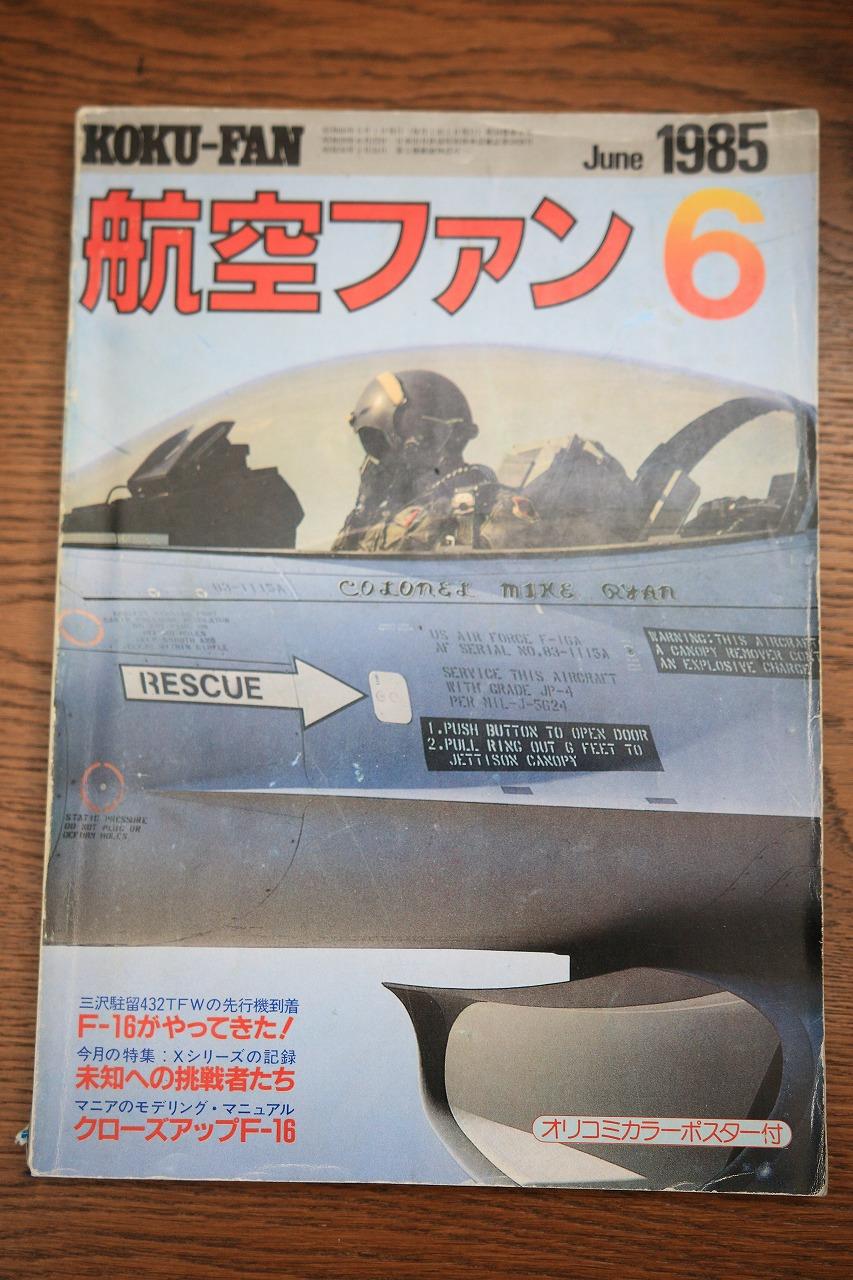 KOKU-FAN
June 1985
航空ファン 6
83-1115A
COLONEL MIKE RYAN
US AIR FORCE F-16A
AF SERIAL NO.83-1115A
SERVICE THIS AIRCRAFT
WITH GRADE JP-4
PER MIL-J-5624
WARNING: THIS AIRCRAFT
A CANOPY REMOVER
AN EXPLOSIVE CHARGE
RESCUE
1.PUSH BUTTON TO OPEN DOOR
2.PULL RING OUT 6 FEET TO
JETTISON CANOPY
STATIC PRESSURE
DO NOT PLUG OR
DEFORM HOLES
三沢駐留432TFWの先行機到着
F-16がやってきた!
今月の特集:Xシリーズの記録
未知への挑戦者たち
マニアのモデリング・マニュアル
クローズアップF-16
オリコミカラーポスター付